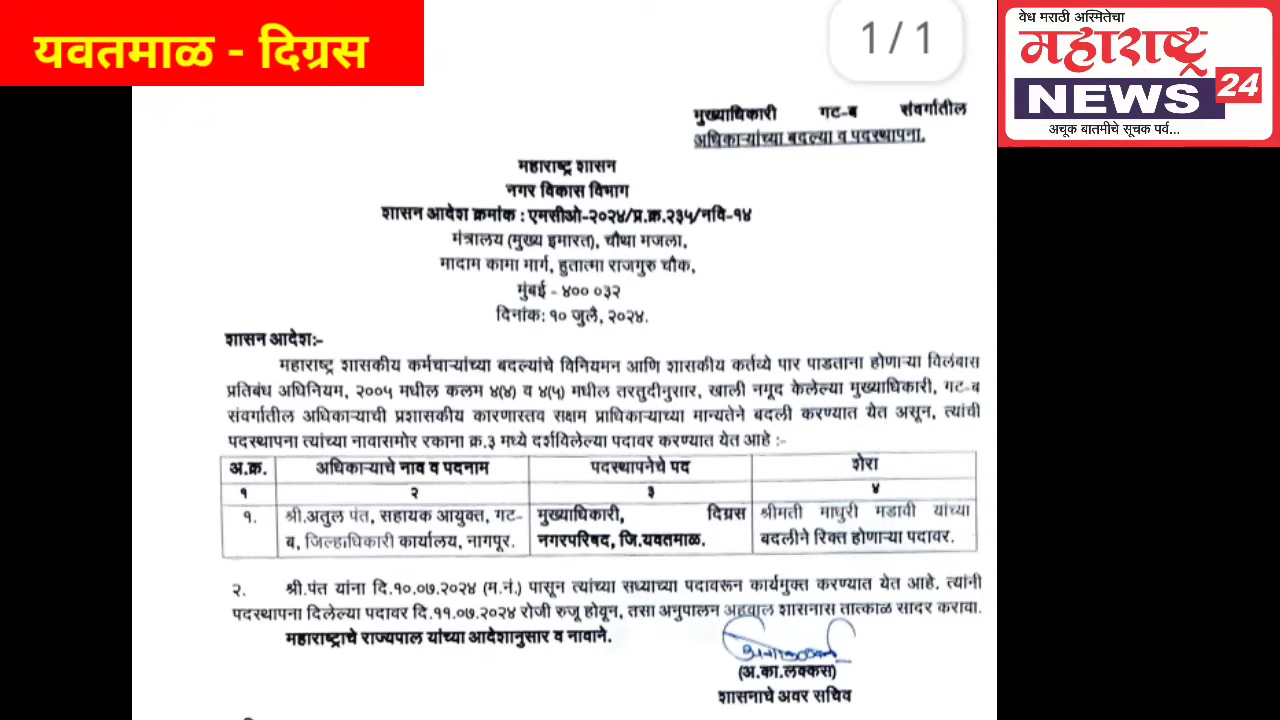 यवतमाळ - दिग्रस
1 / 1
वेध मराठी अस्मितेचा
महाराष्ट्र
NEWS 24
अचूक बातमीचे सूचक पर्व...
मुख्याधिकारी गट-ब संवर्गातील
अधिकाऱ्यांच्या बदल्या व पदस्थापना.
महाराष्ट्र शासन
नगर विकास विभाग
शासन आदेश क्रमांक : एमसीओ-२०२४/प्र.क्र.२३५/नवि-१४
मंत्रालय (मुख्य इमारत), चौथा मजला,
मादाम कामा मार्ग, हुतात्मा राजगुरु चौक,
मुंबई - ४०० ०३२
दिनांक: १० जुलै, २०२४.
शासन आदेश:-
महाराष्ट्र शासकीय कर्मचाऱ्यांच्या बदल्यांचे विनियमन आणि शासकीय कर्तव्ये पार पाडताना होणाऱ्या विलंबास
प्रतिबंध अधिनियम, २००५ मधील कलम ४(४) व ४(५) मधील तरतुदीनुसार, खाली नमूद केलेल्या मुख्याधिकारी, गट-ब
संवर्गातील अधिकाऱ्याची प्रशासकीय कारणास्तव सक्षम प्राधिकाऱ्याच्या मान्यतेने बदली करण्यात येत असून, त्यांची
पदस्थापना त्यांच्या नावासमोर रकाना क्र.३ मध्ये दर्शविलेल्या पदावर करण्यात येत आहे :-
अ.क्र. अधिकाऱ्याचे नाव व पदनाम पदस्थापनेचे पद शेरा
१ २ ३ ४
१. श्री.अतुल पंत, सहायक आयुक्त, गट- मुख्याधिकारी, दिग्रस श्रीमती माधुरी मडावी यांच्या
ब, जिल्हाधिकारी कार्यालय, नागपूर. नगरपरिषद, जि.यवतमाळ. बदलीने रिक्त होणाऱ्या पदावर.
२. श्री.पंत यांना दि.१०.०७.२०२४ (म.नं.) पासून त्यांच्या सध्याच्या पदावरून कार्यमुक्त करण्यात येत आहे. त्यांनी
पदस्थापना दिलेल्या पदावर दि.११.०७.२०२४ रोजी रुजू होवून, तसा अनुपालन अहवाल शासनास तात्काळ सादर करावा.
महाराष्ट्राचे राज्यपाल यांच्या आदेशानुसार व नावाने.
(अ.का.लक्कस)
शासनाचे अवर सचिव